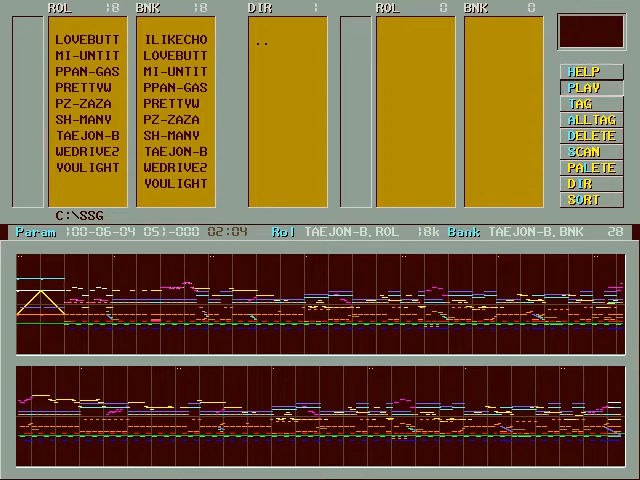 ROL 18 BNK 18 DIR 1 ROL 0 BNK 0
LOVEBUTT ILIKECHO ..
MI-UNTIT LOVEBUTT
PPAN-GAS MI-UNTIT HELP
PRETTYW PPAN-GAS PLAY
PZ-ZAZA PRETTYW TAG
SH-MANY PZ-ZAZA ALLTAG
TAEJON-B SH-MANY DELETE
WEDRIVE2 TAEJON-B SCAN
YOULIGHT WEDRIVE2 PALETE
YOULIGHT DIR
SORT
C:\SSG
Param 100-06-04 051-000 02:04 Rol TAEJON-B.ROL 18k Bank TAEJON-B.BNK 28